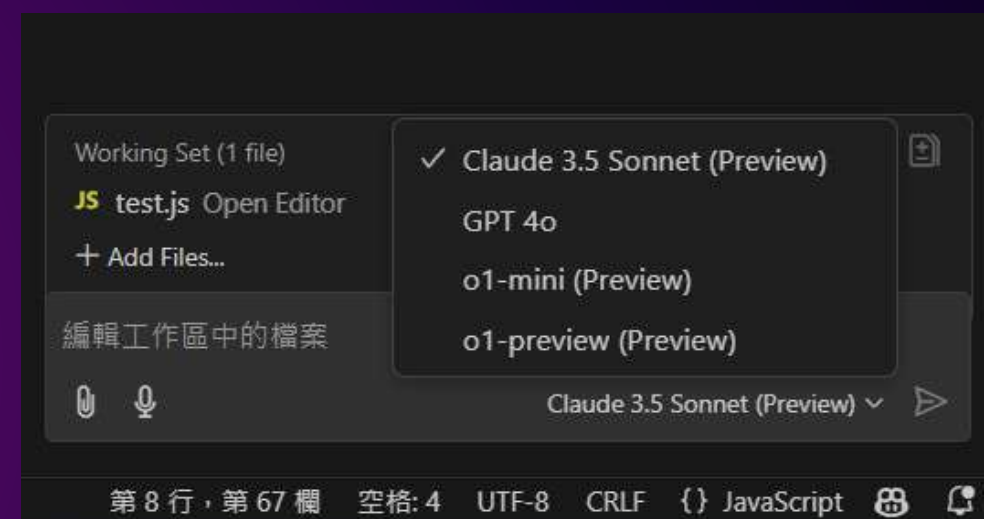 Working Set (1 file)
JS test.js Open Editor
+ Add Files...
✓ Claude 3.5 Sonnet (Preview)
GPT 4o
o1-mini (Preview)
o1-preview (Preview)
編輯工作區中的檔案
Claude 3.5 Sonnet (Preview)
第 8 行，第 67 欄 空格: 4 UTF-8 CRLF {} JavaScript